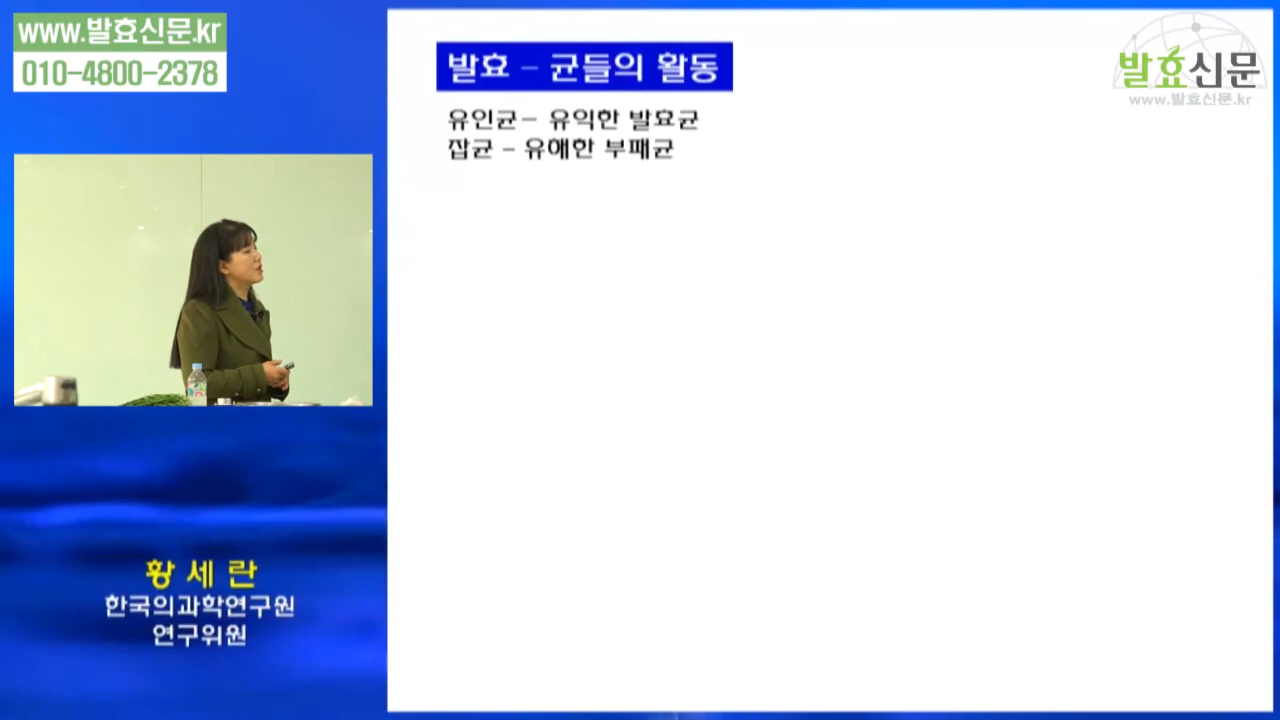 www.발효신문.kr
010-4800-2378
발효 - 균들의 활동
유인균- 유익한 발효균
잡균 - 유애한 부패균
발효신문
www.발효신문.kr
황세란
한국의과학연구원
연구위원